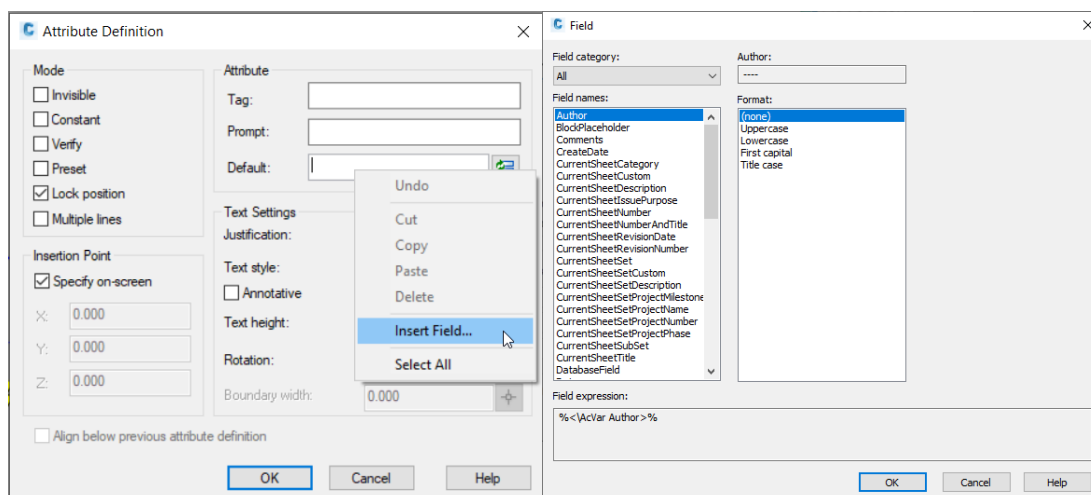 Attribute Definition
Mode
Invisible
Constant
Verify
Preset
Lock position
Multiple lines
Insertion Point
Specify on-screen
X:
0.000
Y:
0.000
Z:
0.000
Attribute
Tag:
Prompt:
Default:
Text Settings
Justification:
Text style:
Annotative
Text height:
Rotation:
Boundary width:
0.000
Undo
Cut
Copy
Paste
Delete
Insert Field...
Select All
Align below previous attribute definition
OK
Cancel
Help
Field
Field category:
All
Field names:
Author
BlockPlaceholder
Comments
CreateDate
CurrentSheetCategory
CurrentSheetCustom
CurrentSheetDescription
CurrentSheetIssuePurpose
CurrentSheetNumber
CurrentSheetNumberAndTitle
CurrentSheetRevisionDate
CurrentSheetRevisionNumber
CurrentSheetSet
CurrentSheetSetCustom
CurrentSheetSetDescription
CurrentSheetSetProjectMilestone
CurrentSheetSetProjectName
CurrentSheetSetProjectNumber
CurrentSheetSetProjectPhase
CurrentSheetSubSet
CurrentSheetTitle
DatabaseField
Author:
----
Format:
(none)
Uppercase
Lowercase
First capital
Title case
Field expression:
%<\AcVar Author>%
OK
Cancel
Help